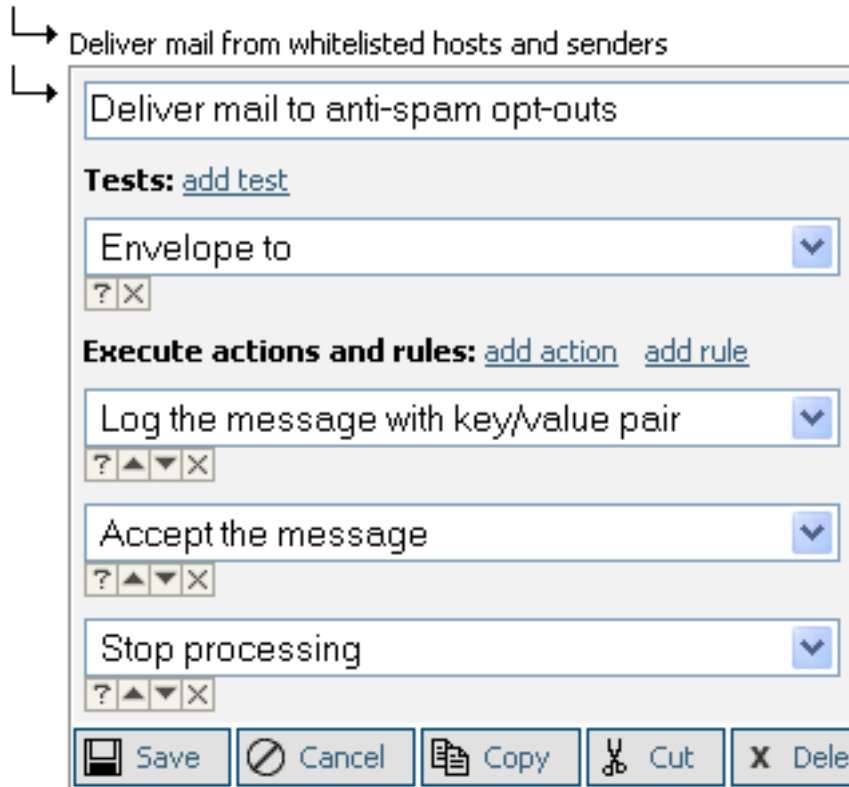 Deliver mail from whitelisted hosts and senders
Deliver mail to anti-spam opt-outs
Tests: add test
Envelope to
?
Execute actions and rules: add action add rule
Log the message with key/value pair
?
Accept the message
?
Stop processing
?
Save Cancel Copy Cut X Dele